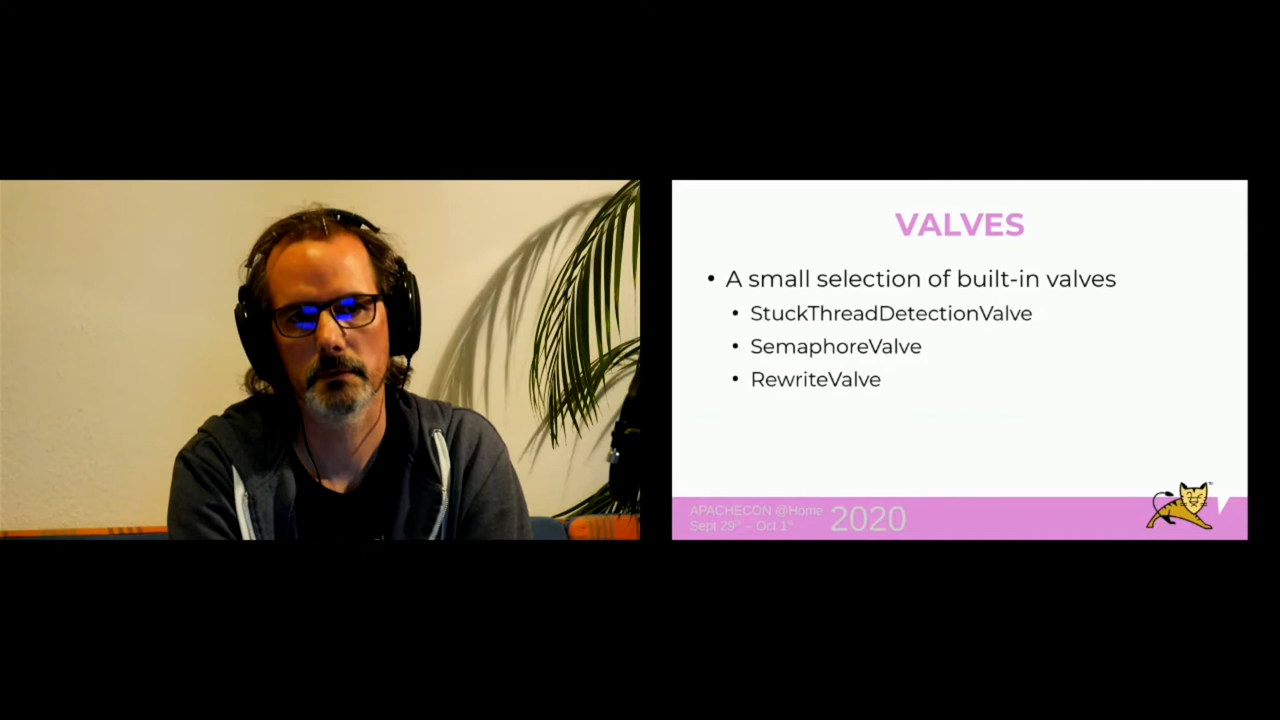 VALVES
• A small selection of built-in valves
• StuckThreadDetectionValve
• SemaphoreValve
• RewriteValve
APACHECON @Home
Sept 29th – Oct 1st
2020